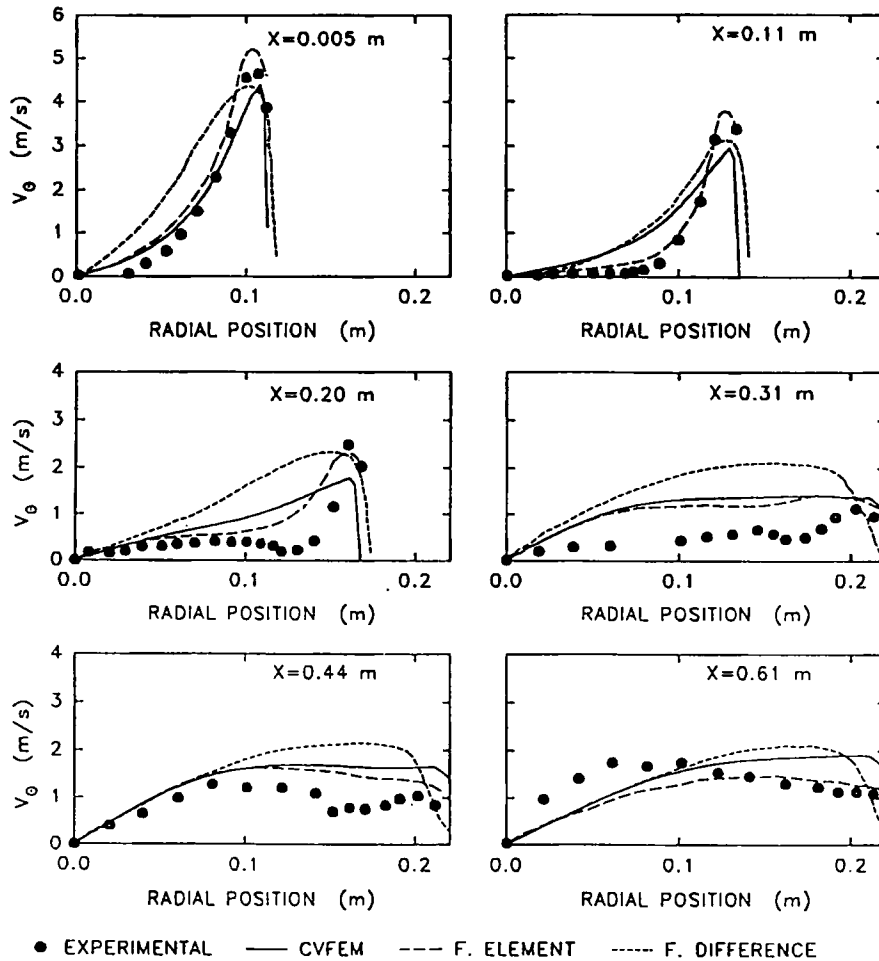 X=0.005 m
V_θ (m/s)
6
5
4
3
2
1
0
0.0 0.1 0.2
RADIAL POSITION (m)
X=0.11 m
0.0 0.1 0.2
RADIAL POSITION (m)
X=0.20 m
V_θ (m/s)
4
3
2
1
0
0.0 0.1 0.2
RADIAL POSITION (m)
X=0.31 m
0.0 0.1 0.2
RADIAL POSITION (m)
X=0.44 m
V_θ (m/s)
4
3
2
1
0
0.0 0.1 0.2
RADIAL POSITION (m)
X=0.61 m
0.0 0.1 0.2
RADIAL POSITION (m)
EXPERIMENTAL CVFEM F. ELEMENT F. DIFFERENCE